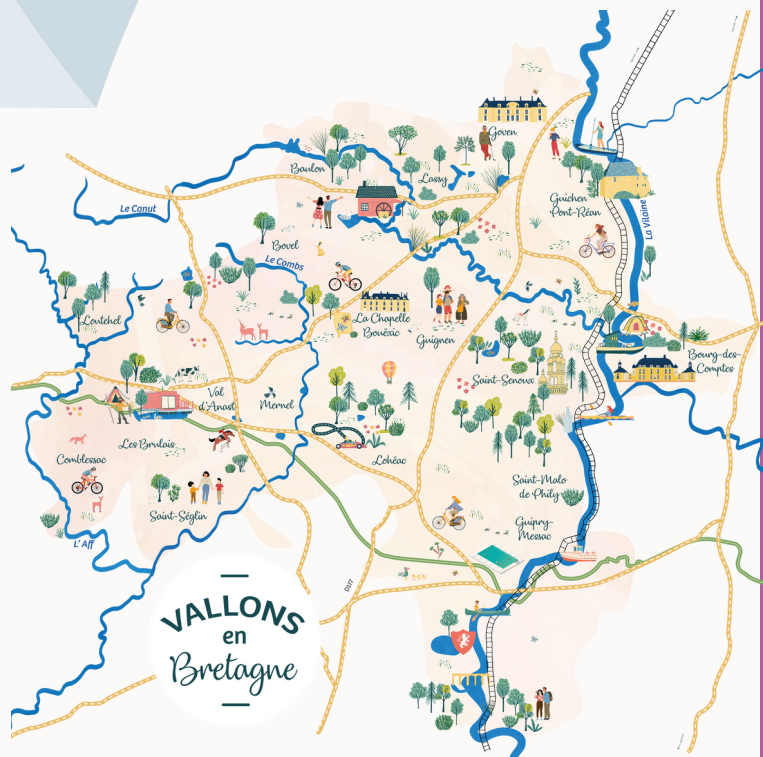 Goven
Baulon
Lassy
Guichen
Pont-Réan
Le Canut
La Vilaine
Bovel
Le Combs
Loutehel
La Chapelle
Bouëxic
Guignen
Bourg-des-
Comptes
Saint-Senoux
Val
d'Anast
Mernel
Les Brulais
Comblessac
Lohéac
Saint-Malo
de Phily
Saint-Séglin
Guipry-
Messac
L'Aff
D177
VALLONS
en
Bretagne